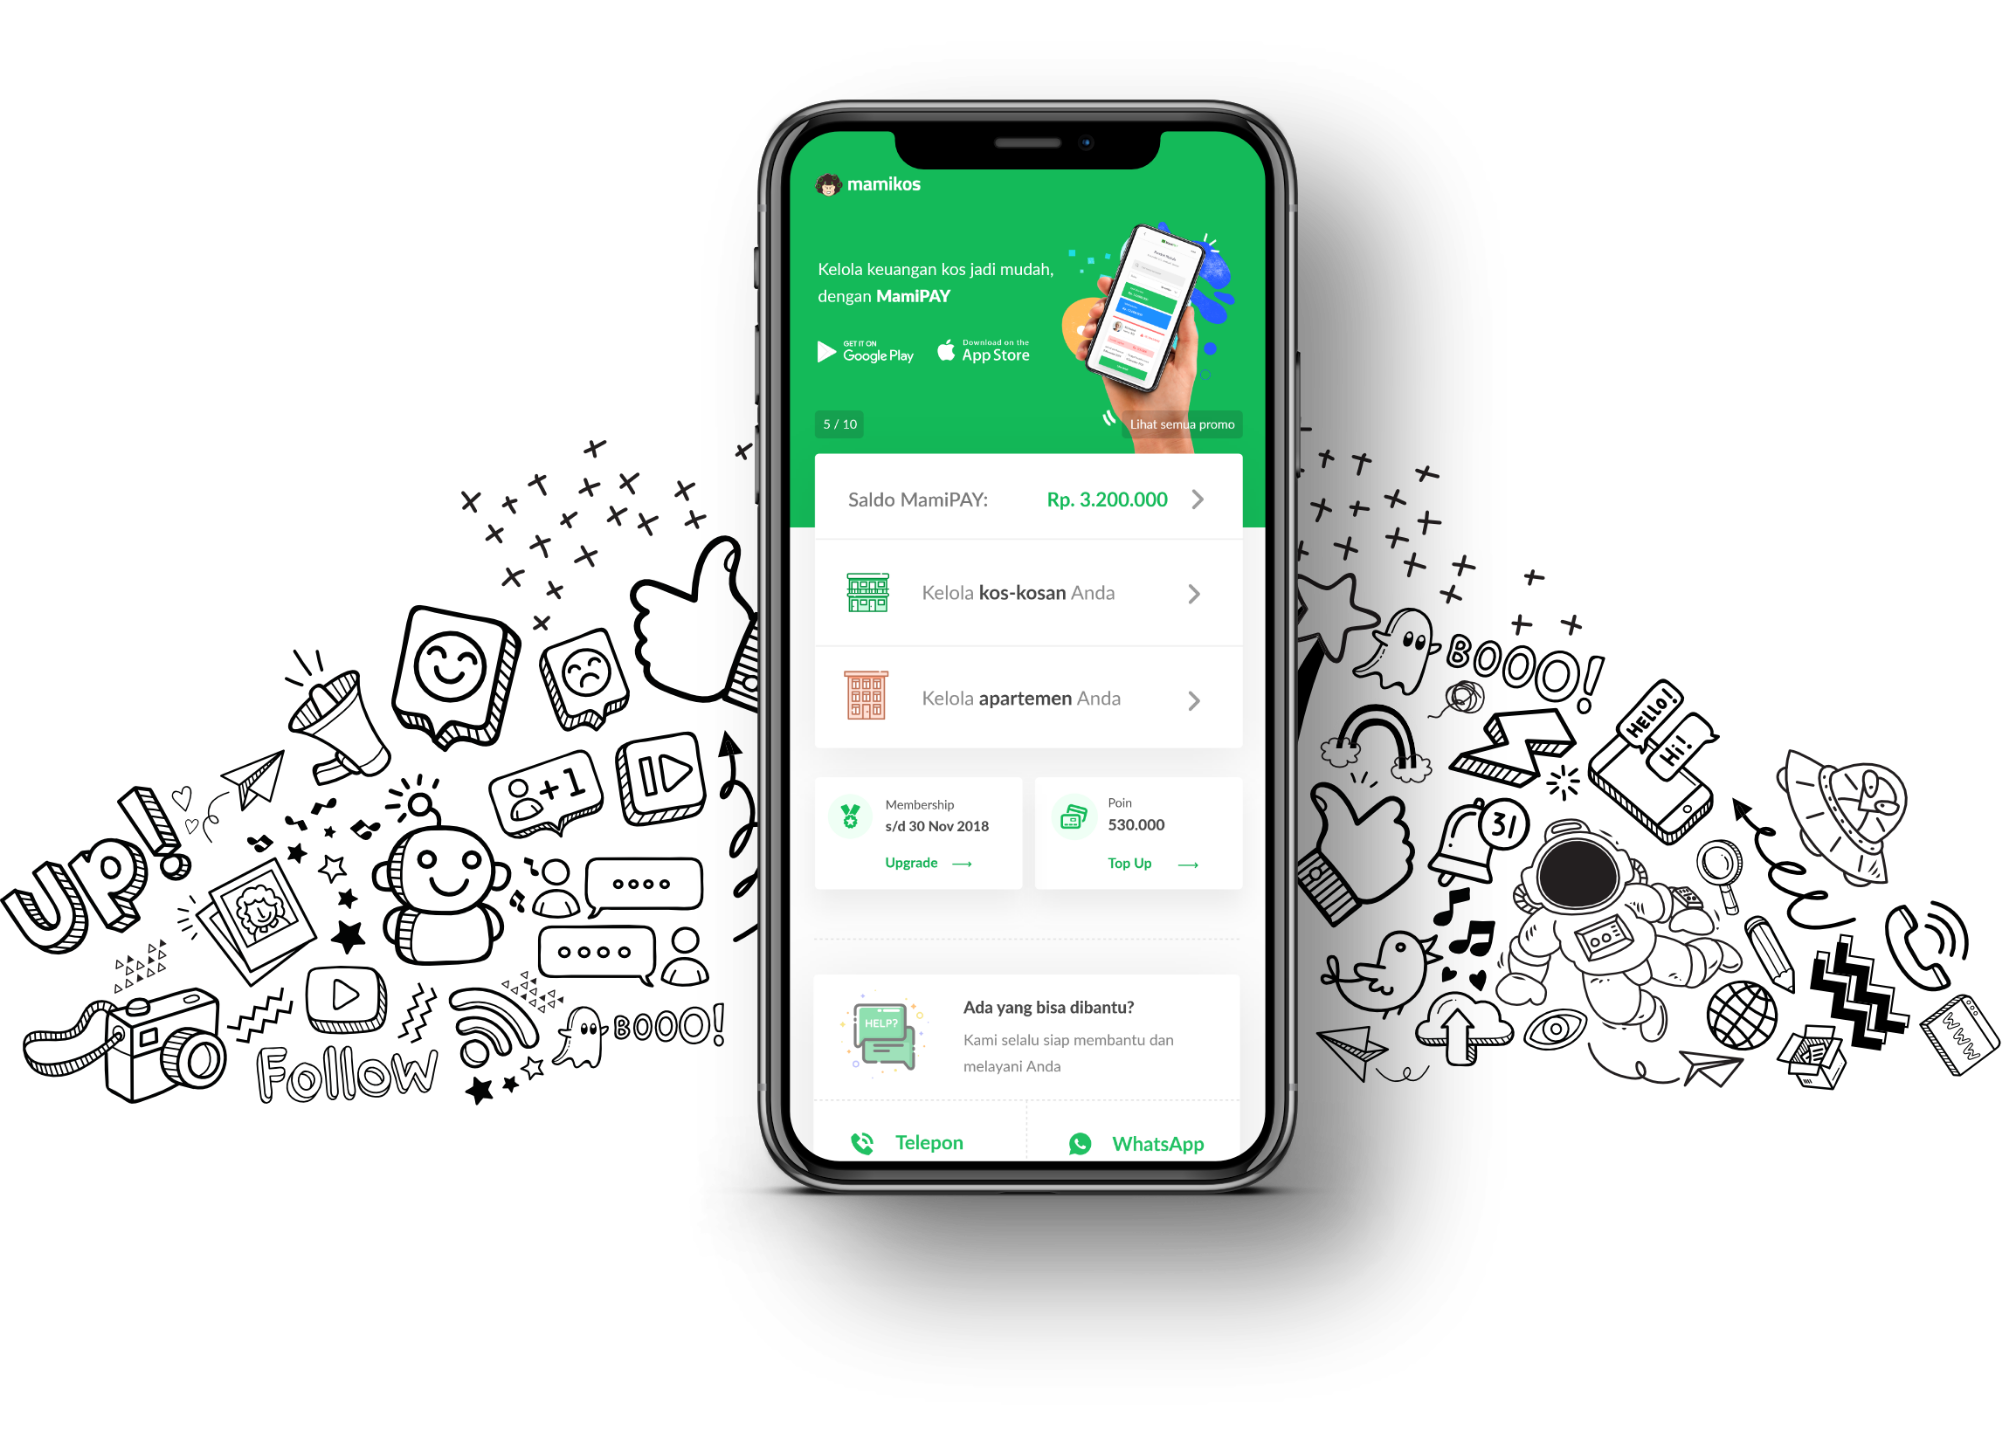 mamikos
Kelola keuangan kos jadi mudah,
dengan MamiPAY
GET IT ON
Google Play
Download on the
App Store
5 / 10
Lihat semua promo
Saldo MamiPAY: Rp. 3.200.000
Kelola kos-kosan Anda
Kelola apartemen Anda
Membership
s/d 30 Nov 2018
Upgrade
Poin
530.000
Top Up
HELP?
Ada yang bisa dibantu?
Kami selalu siap membantu dan
melayani Anda
Telepon
WhatsApp
UP!
+1
Follow
BOOO!
BOOO!
HELLO!
Hi!
31
WWW